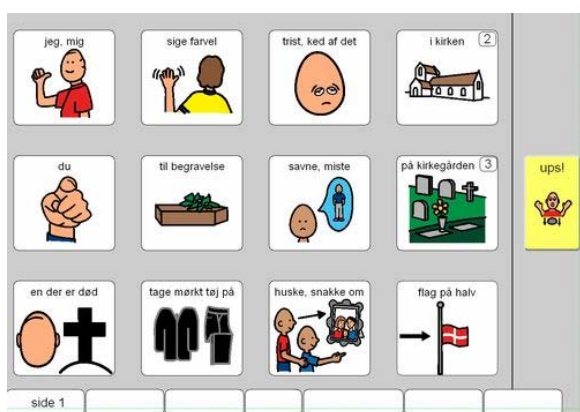 jeg, mig
sige farvel
trist, ked af det
i kirken
2
du
til begravelse
savne, miste
på kirkegården
3
ups!
en der er død
tage mørkt tøj på
huske, snakke om
flag på halv
side 1